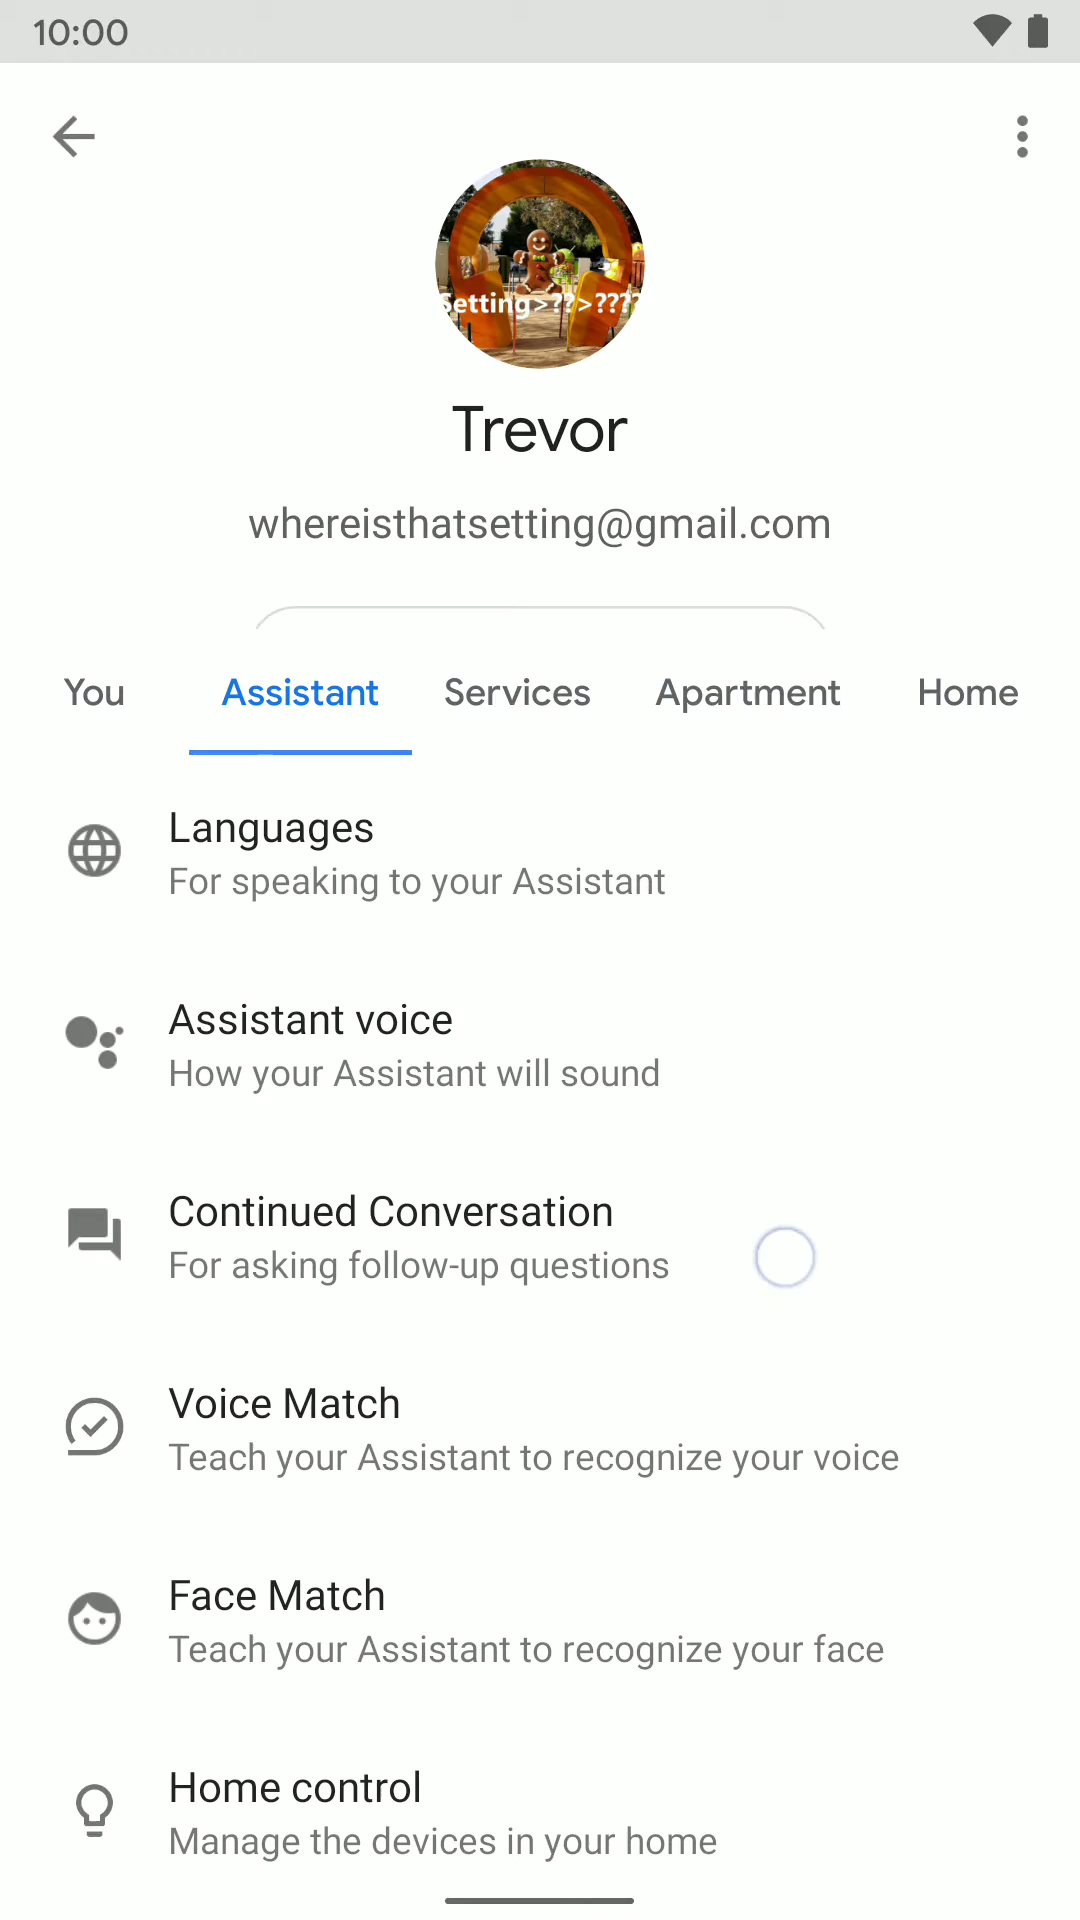 10:00
Setting>??>????
Trevor
whereisthatsetting@gmail.com
You Assistant Services Apartment Home
Languages
For speaking to your Assistant
Assistant voice
How your Assistant will sound
Continued Conversation
For asking follow-up questions
Voice Match
Teach your Assistant to recognize your voice
Face Match
Teach your Assistant to recognize your face
Home control
Manage the devices in your home